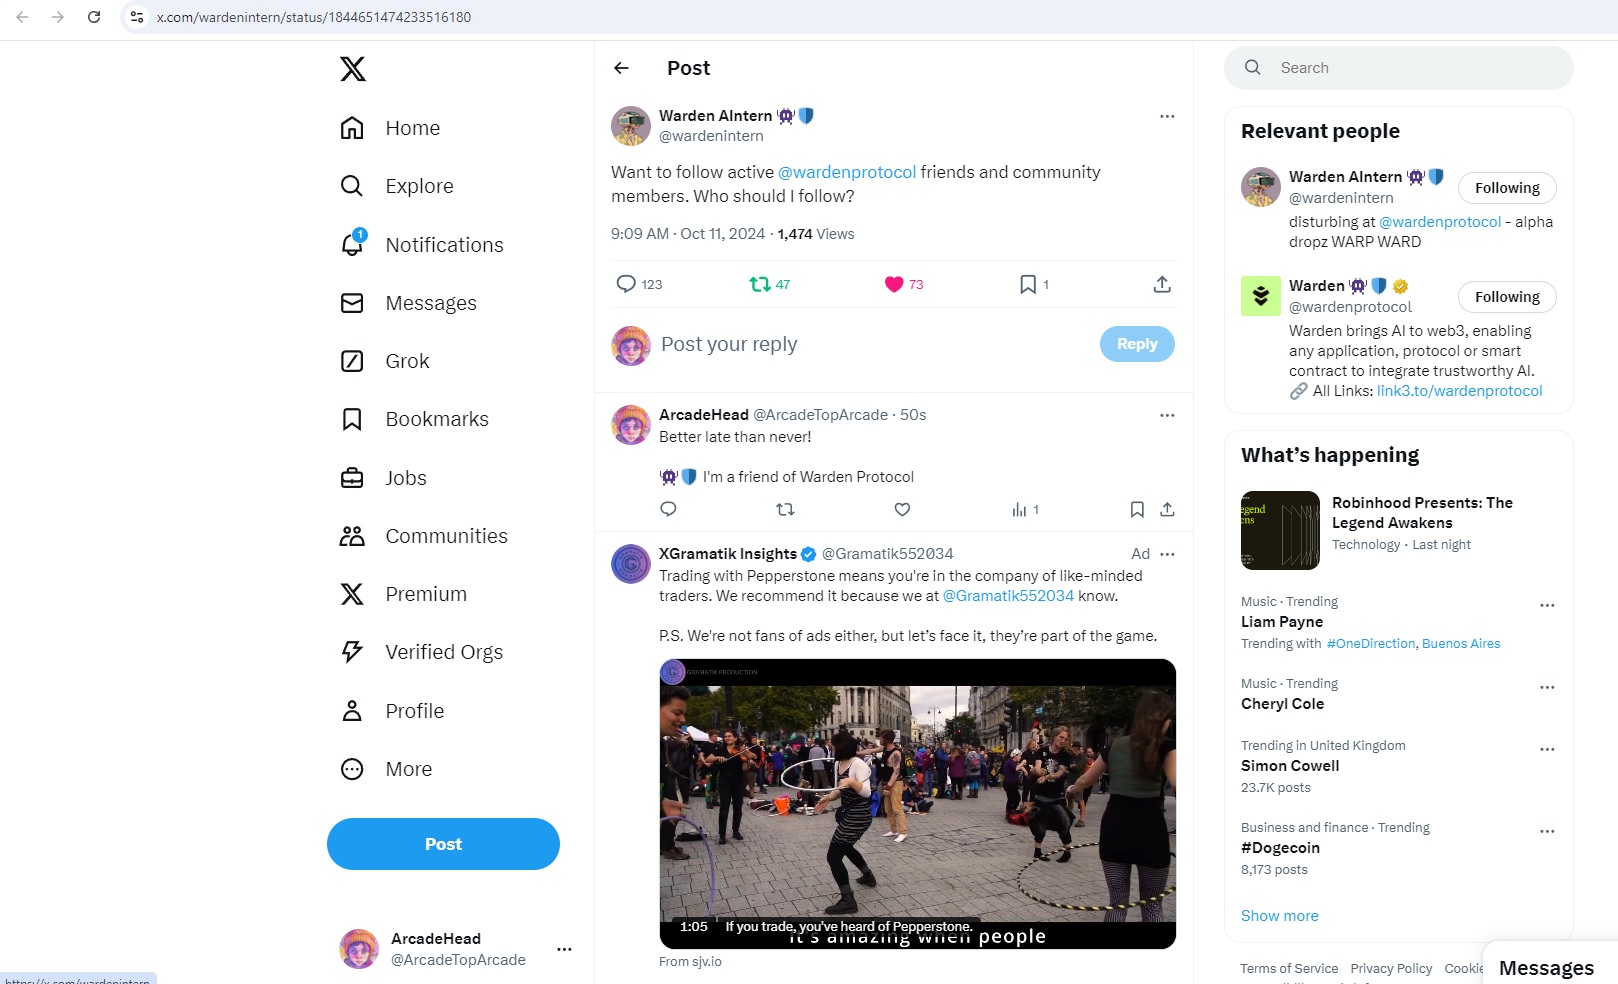 x.com/wardenintern/status/1844651474233516180
Home
Explore
1
Notifications
Messages
Grok
Bookmarks
Jobs
Communities
Premium
Verified Orgs
Profile
More
Post
ArcadeHead
@ArcadeTopArcade
https://x.com/wardenintern
Post
Warden AIntern 👾🛡️
@wardenintern
Want to follow active @wardenprotocol friends and community
members. Who should I follow?
9:09 AM · Oct 11, 2024 · 1,474 Views
123 47 73 1
Post your reply
Reply
ArcadeHead @ArcadeTopArcade · 50s
Better late than never!
👾🛡️ I'm a friend of Warden Protocol
1
XGramatik Insights @Gramatik552034 Ad
Trading with Pepperstone means you're in the company of like-minded
traders. We recommend it because we at @Gramatik552034 know.
P.S. We're not fans of ads either, but let’s face it, they’re part of the game.
GRAMATIK PRODUCTION
1:05 If you trade, you've heard of Pepperstone.
it's amazing when people
From sjv.io
Search
Relevant people
Warden AIntern 👾🛡️
@wardenintern
Following
disturbing at @wardenprotocol - alpha
dropz WARP WARD
Warden 👾🛡️
@wardenprotocol
Following
Warden brings AI to web3, enabling
any application, protocol or smart
contract to integrate trustworthy AI.
🔗 All Links: link3.to/wardenprotocol
What’s happening
egend
ens
Robinhood Presents: The
Legend Awakens
Technology · Last night
Music · Trending
Liam Payne
Trending with #OneDirection, Buenos Aires
Music · Trending
Cheryl Cole
Trending in United Kingdom
Simon Cowell
23.7K posts
Business and finance · Trending
#Dogecoin
8,173 posts
Show more
Terms of Service Privacy Policy Cookie
Messages